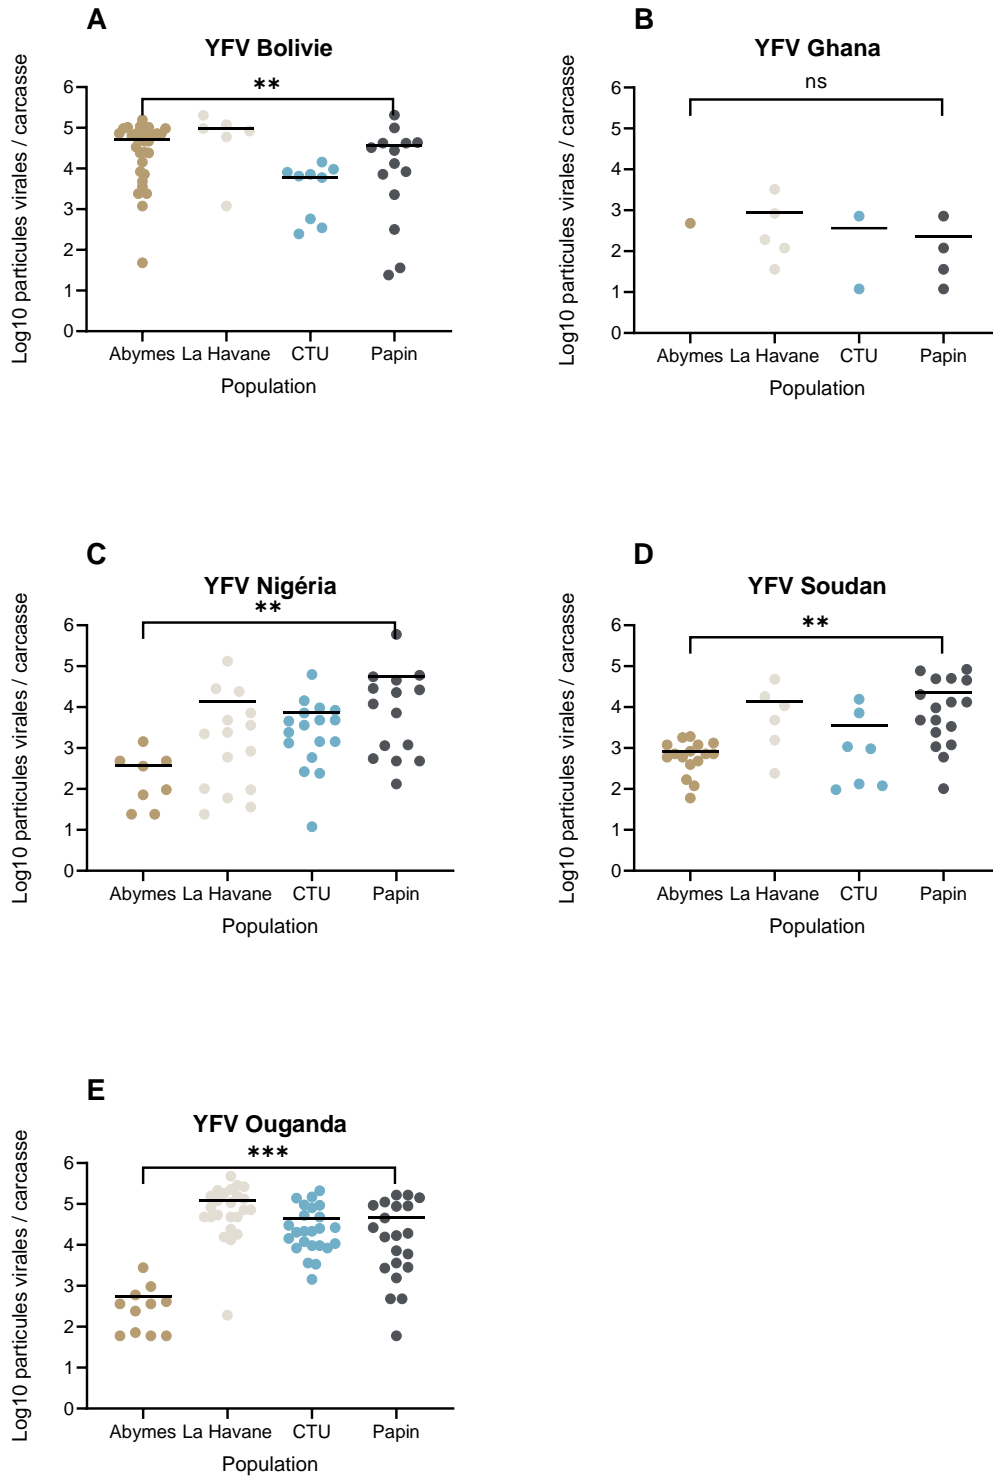 A
YFV Bolivie
**
Log10 particules virales / carcasse
6
5
4
3
2
1
0
Abymes La Havane CTU Papin
Population
B
YFV Ghana
ns
Log10 particules virales / carcasse
6
5
4
3
2
1
0
Abymes La Havane CTU Papin
Population
C
YFV Nigéria
**
Log10 particules virales / carcasse
6
5
4
3
2
1
0
Abymes La Havane CTU Papin
Population
D
YFV Soudan
**
Log10 particules virales / carcasse
6
5
4
3
2
1
0
Abymes La Havane CTU Papin
Population
E
YFV Ouganda
***
Log10 particules virales / carcasse
6
5
4
3
2
1
0
Abymes La Havane CTU Papin
Population